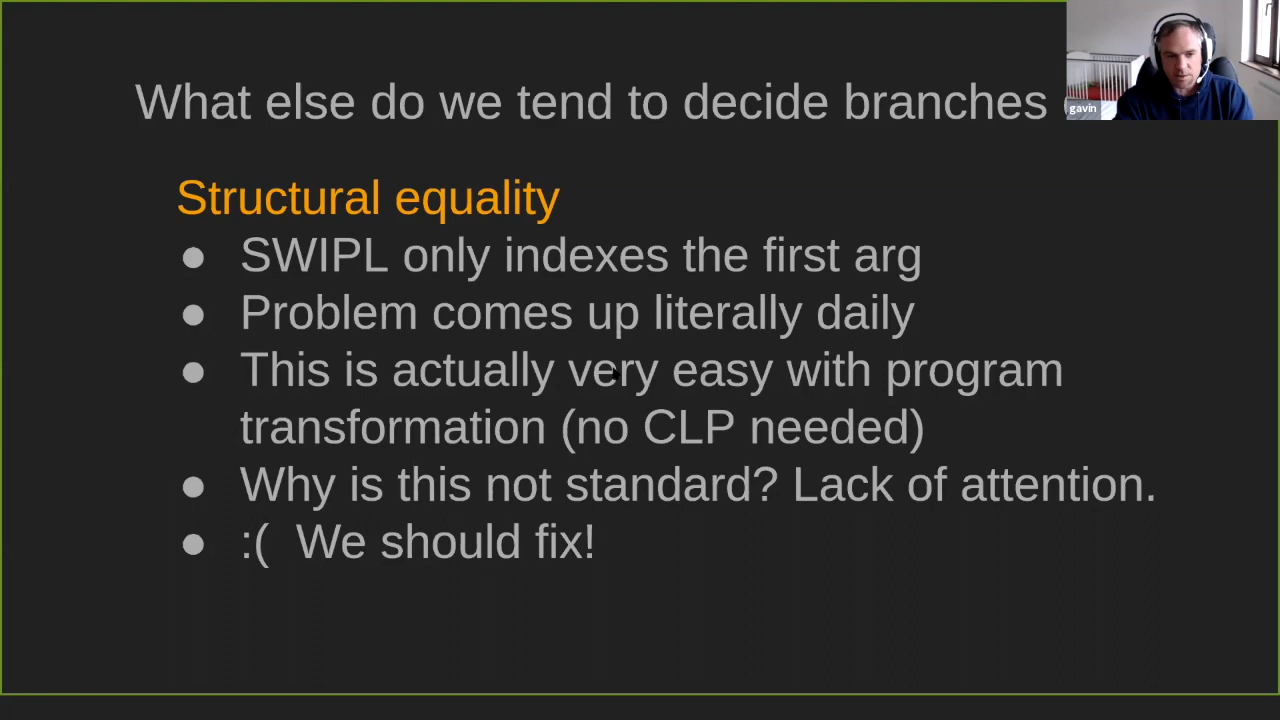 What else do we tend to decide branches
gavin
Structural equality
● SWIPL only indexes the first arg
● Problem comes up literally daily
● This is actually very easy with program
transformation (no CLP needed)
● Why is this not standard? Lack of attention.
● :( We should fix!